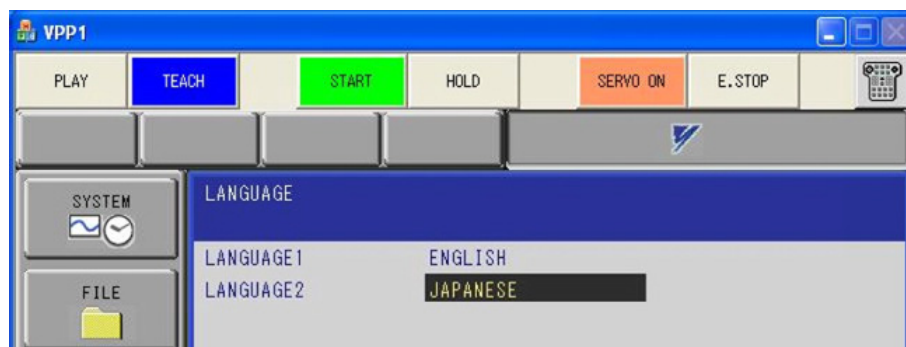 VPP1
PLAY TEACH START HOLD SERVO ON E.STOP
SYSTEM
LANGUAGE
LANGUAGE1 ENGLISH
LANGUAGE2 JAPANESE
FILE